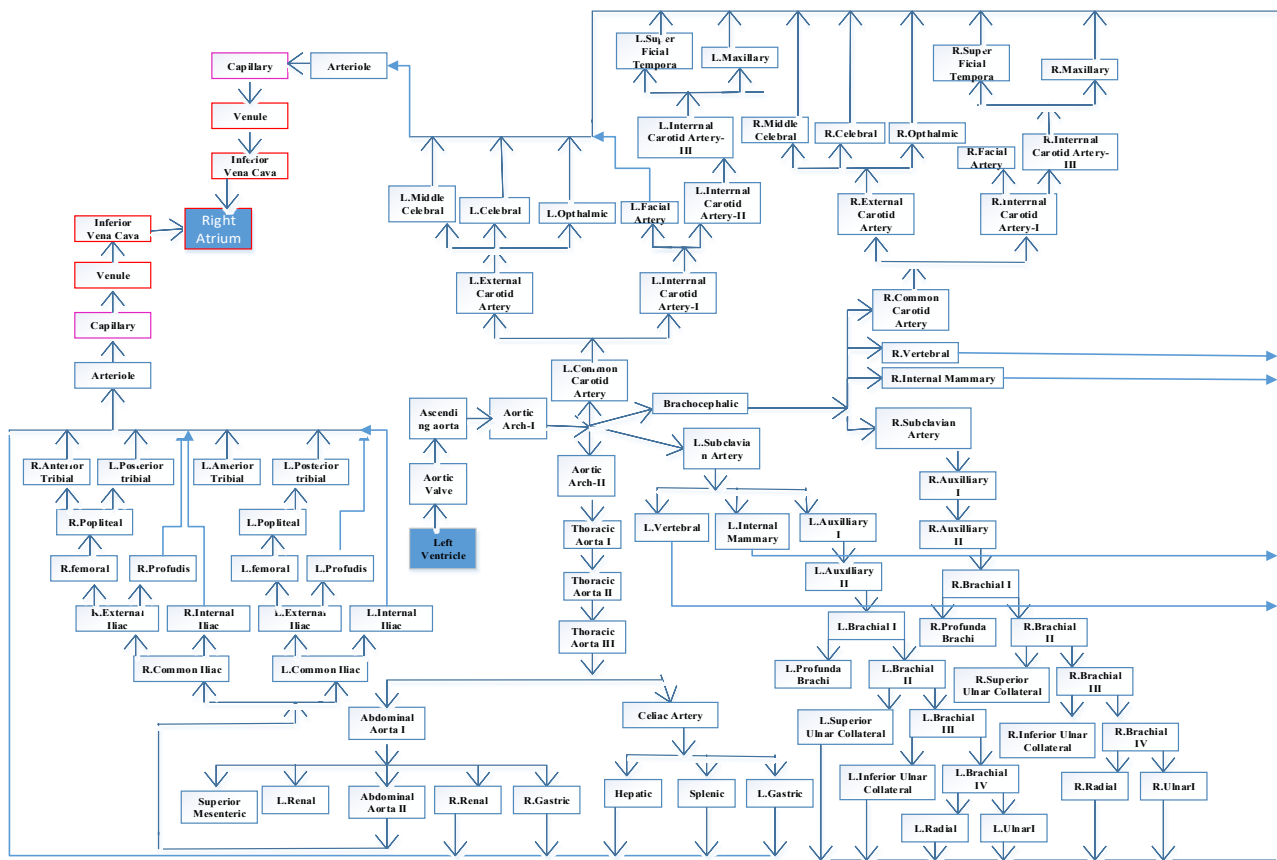 Capillary
Arteriole
Venule
Inferior
Vena Cava
Right
Atrium
Inferior
Vena Cava
Venule
Capillary
Arteriole
L.Super
Ficial
Tempora
L.Maxillary
L.Interrnal
Carotid Artery-
III
L.Middle
Celebral
L.Celebral
L.Opthalmic
L.Facial
Artery
L.Interrnal
Carotid
Artery-II
L.External
Carotid
Artery
L.Interrnal
Carotid
Artery-I
L.Common
Carotid
Artery
R.Super
Ficial
Tempora
R.Maxillary
R.Middle
Celebral
R.Celebral
R.Opthalmic
R.Facial
Artery
R.Interrnal
Carotid Artery-
III
R.External
Carotid
Artery
R.Interrnal
Carotid
Artery-I
R.Common
Carotid
Artery
R.Vertebral
R.Internal Mammary
Brachocephalic
R.Subclavian
Artery
Ascendi
ng aorta
Aortic
Arch-I
Aortic
Valve
Left
Ventricle
L.Subclavia
n Artery
Aortic
Arch-II
Thoracic
Aorta I
Thoracic
Aorta II
Thoracic
Aorta III
L.Vertebral
L.Internal
Mammary
L.Auxilliary
I
L.Auxilliary
II
R.Auxilliary
I
R.Auxilliary
II
R.Brachial I
R.Profunda
Brachi
R.Brachial
II
R.Superior
Ulnar Collateral
R.Brachial
III
R.Inferior Ulnar
Collateral
R.Brachial
IV
R.Radial
R.UlnarI
L.Brachial I
L.Profunda
Brachi
L.Brachial
II
L.Superior
Ulnar Collateral
L.Brachial
III
L.Inferior Ulnar
Collateral
L.Brachial
IV
L.Radial
L.UlnarI
R.Anterior
Tribial
L.Posterior
tribial
L.Anterior
Tribial
L.Posterior
tribial
R.Popliteal
L.Popliteal
R.femoral
R.Profudis
L.femoral
L.Profudis
R.External
Iliac
R.Internal
Iliac
L.External
Iliac
L.Internal
Iliac
R.Common Iliac
L.Common Iliac
Abdominal
Aorta I
Celiac Artery
Superior
Mesenteric
L.Renal
Abdominal
Aorta II
R.Renal
R.Gastric
Hepatic
Splenic
L.Gastric